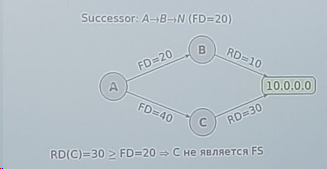 Successor: A→B→N (FD=20)
B
FD=20
RD=10
A
10.0.0.0
FD=40
RD=30
C
RD(C)=30 ≥ FD=20 ⇒ C не является FS